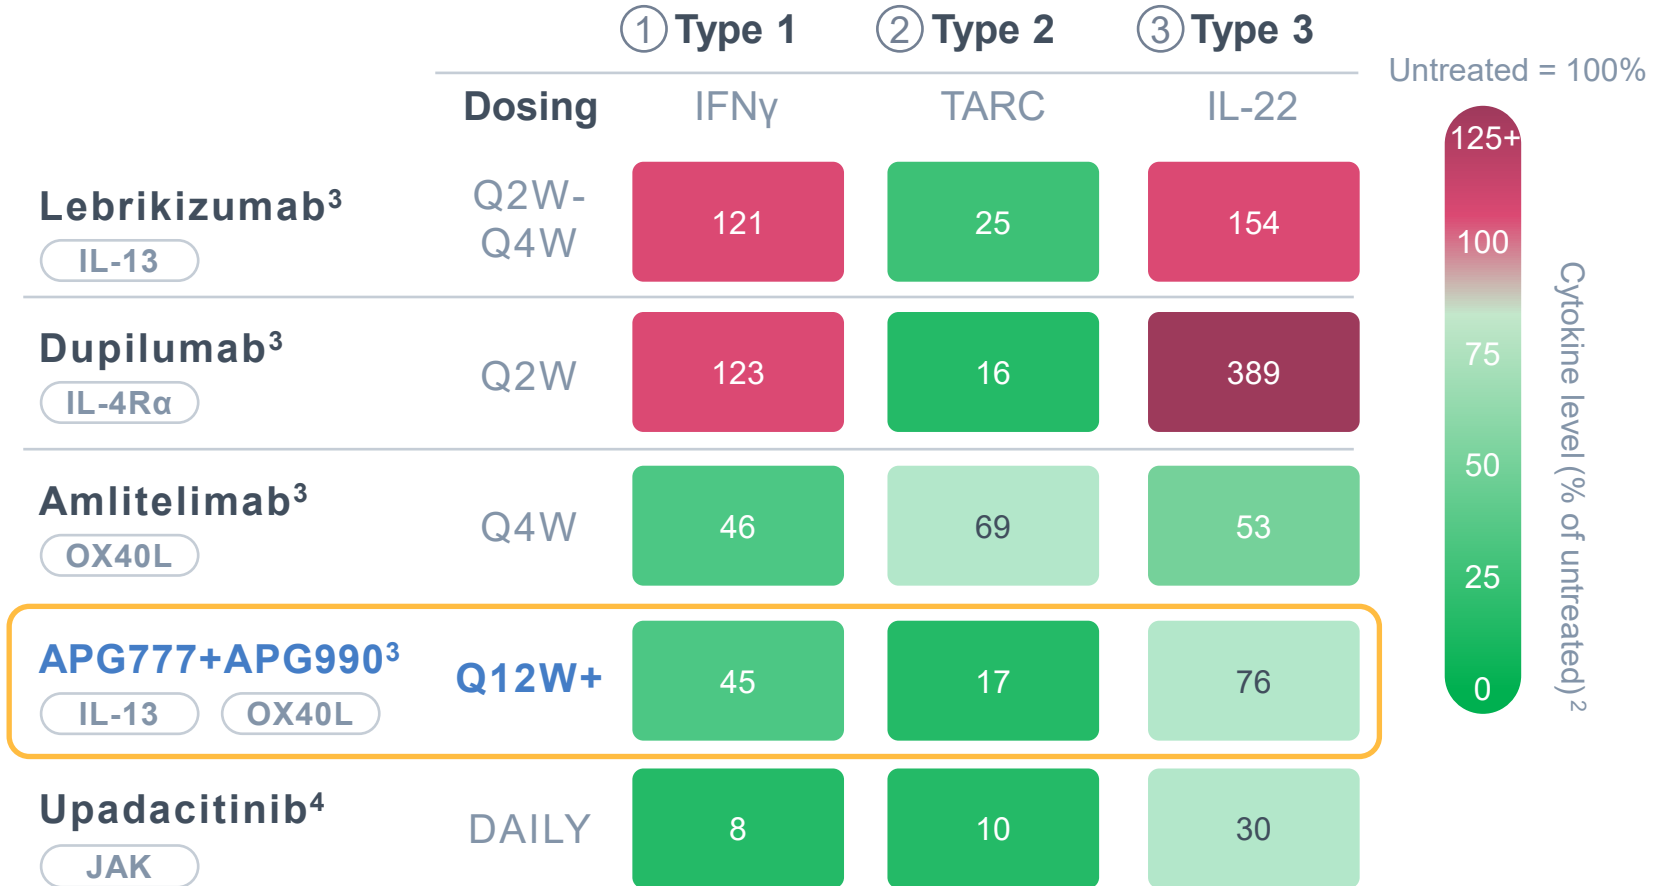 ① Type 1 ② Type 2 ③ Type 3
Untreated = 100%
Dosing IFNγ TARC IL-22
Lebrikizumab³
IL-13
Q2W-
Q4W
121 25 154
Dupilumab³
IL-4Rα
Q2W
123 16 389
Amlitelimab³
OX40L
Q4W
46 69 53
APG777+APG990³
IL-13 OX40L
Q12W+
45 17 76
Upadacitinib⁴
JAK
DAILY
8 10 30
125+
100
75
50
25
0
Cytokine level (% of untreated)²